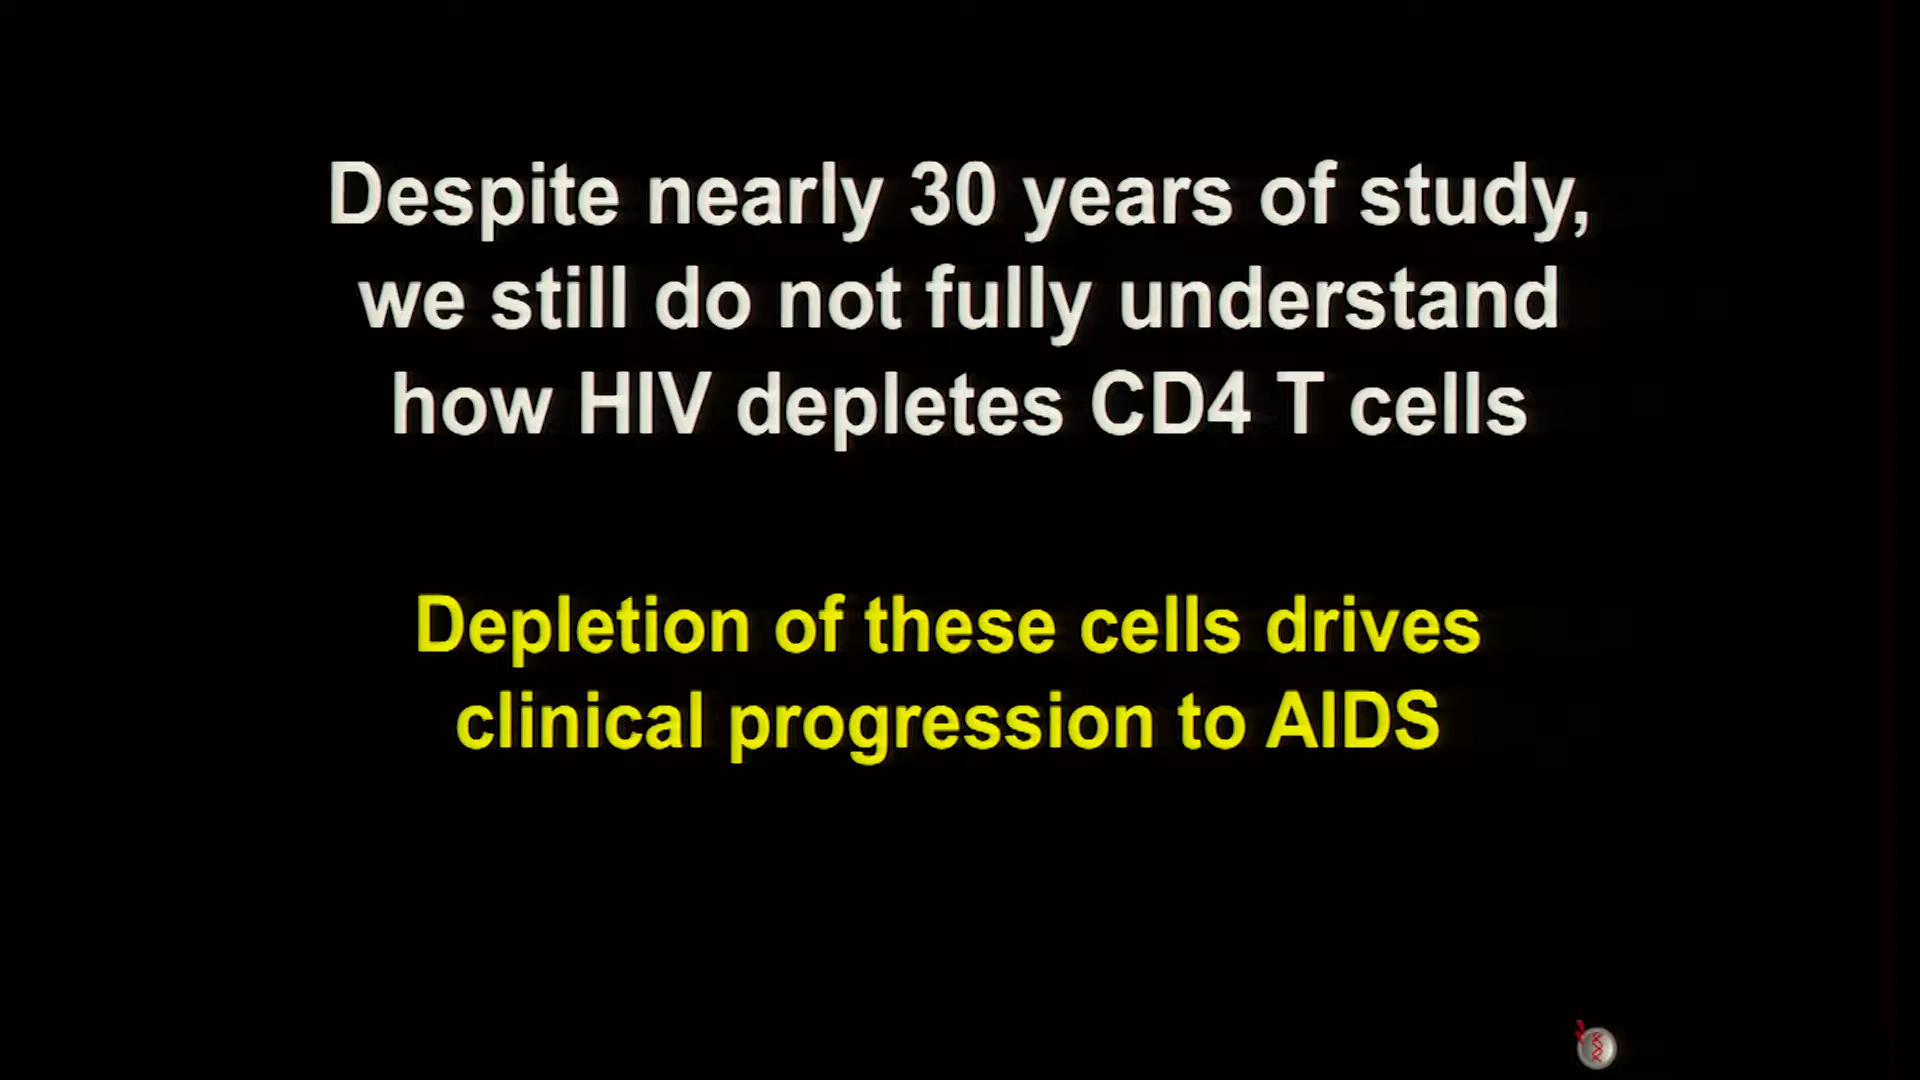 Despite nearly 30 years of study,
we still do not fully understand
how HIV depletes CD4 T cells
Depletion of these cells drives
clinical progression to AIDS